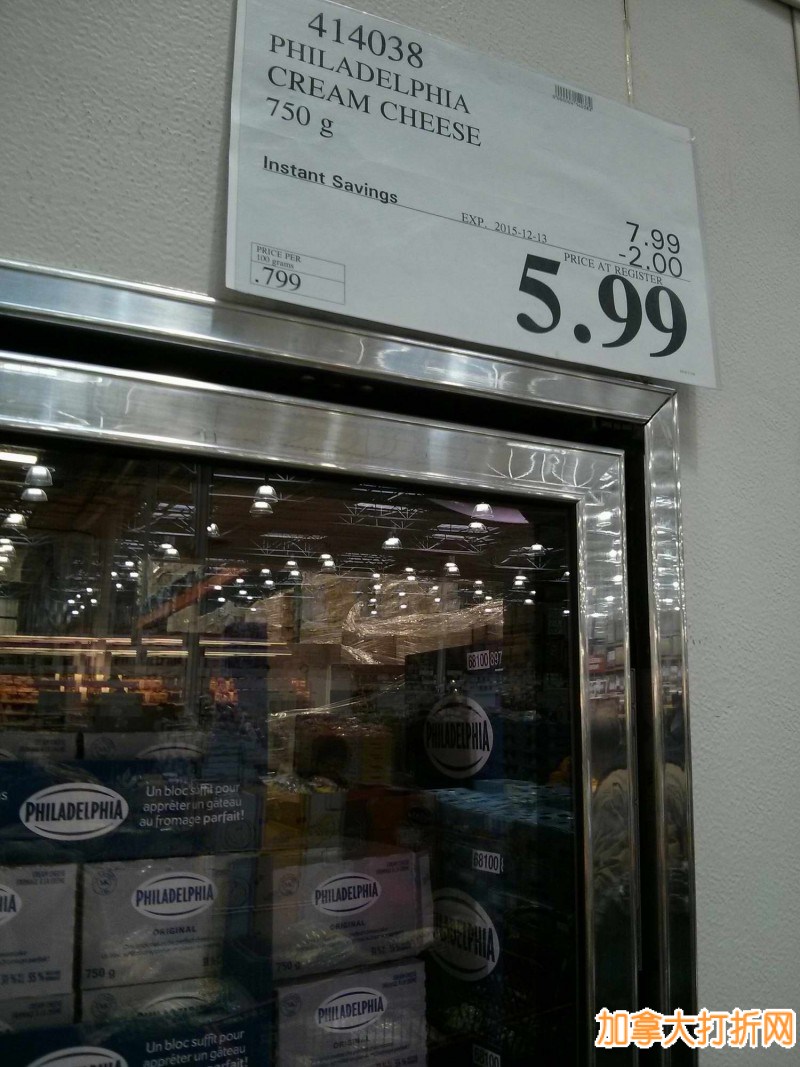 414038
PHILADELPHIA
CREAM CHEESE
750 g
Instant Savings
EXP. 2015-12-13
7.99
-2.00
PRICE AT REGISTER
5.99
PRICE PER
100 grams
.799
68100
PHILADELPHIA
PHILADELPHIA
Un bloc suffit pour
apprêter un gâteau
au fromage parfait!
68100
PHILADELPHIA
ORIGINAL
750 g
PHILADELPHIA
ORIGINAL
750 g
PHILADELPHIA
PHILADELPHIA
Un bloc suffit pour
apprêter un gâteau
加拿大打折网